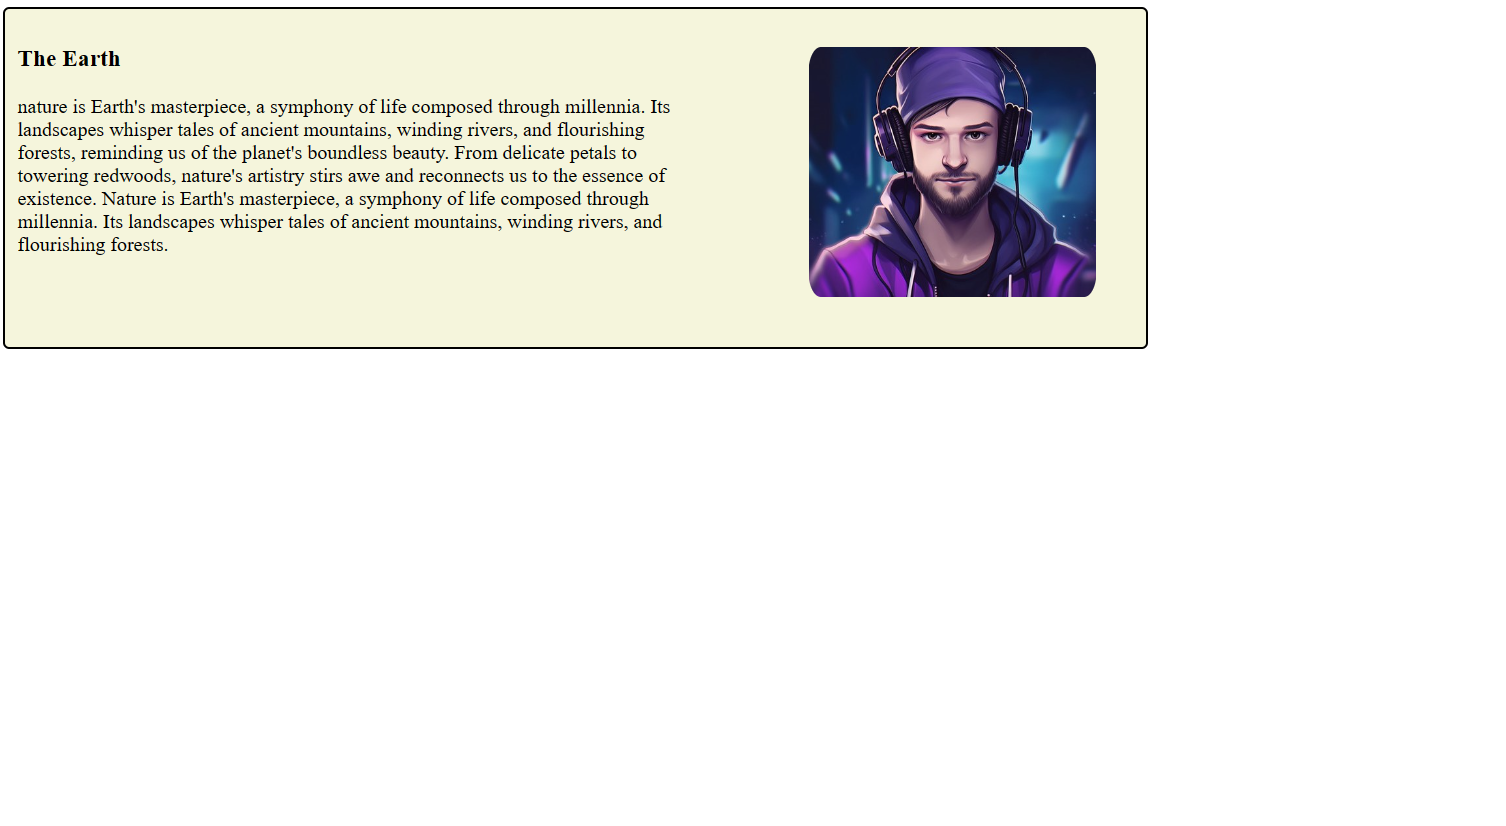 The Earth
nature is Earth's masterpiece, a symphony of life composed through millennia. Its
landscapes whisper tales of ancient mountains, winding rivers, and flourishing
forests, reminding us of the planet's boundless beauty. From delicate petals to
towering redwoods, nature's artistry stirs awe and reconnects us to the essence of
existence. Nature is Earth's masterpiece, a symphony of life composed through
millennia. Its landscapes whisper tales of ancient mountains, winding rivers, and
flourishing forests.